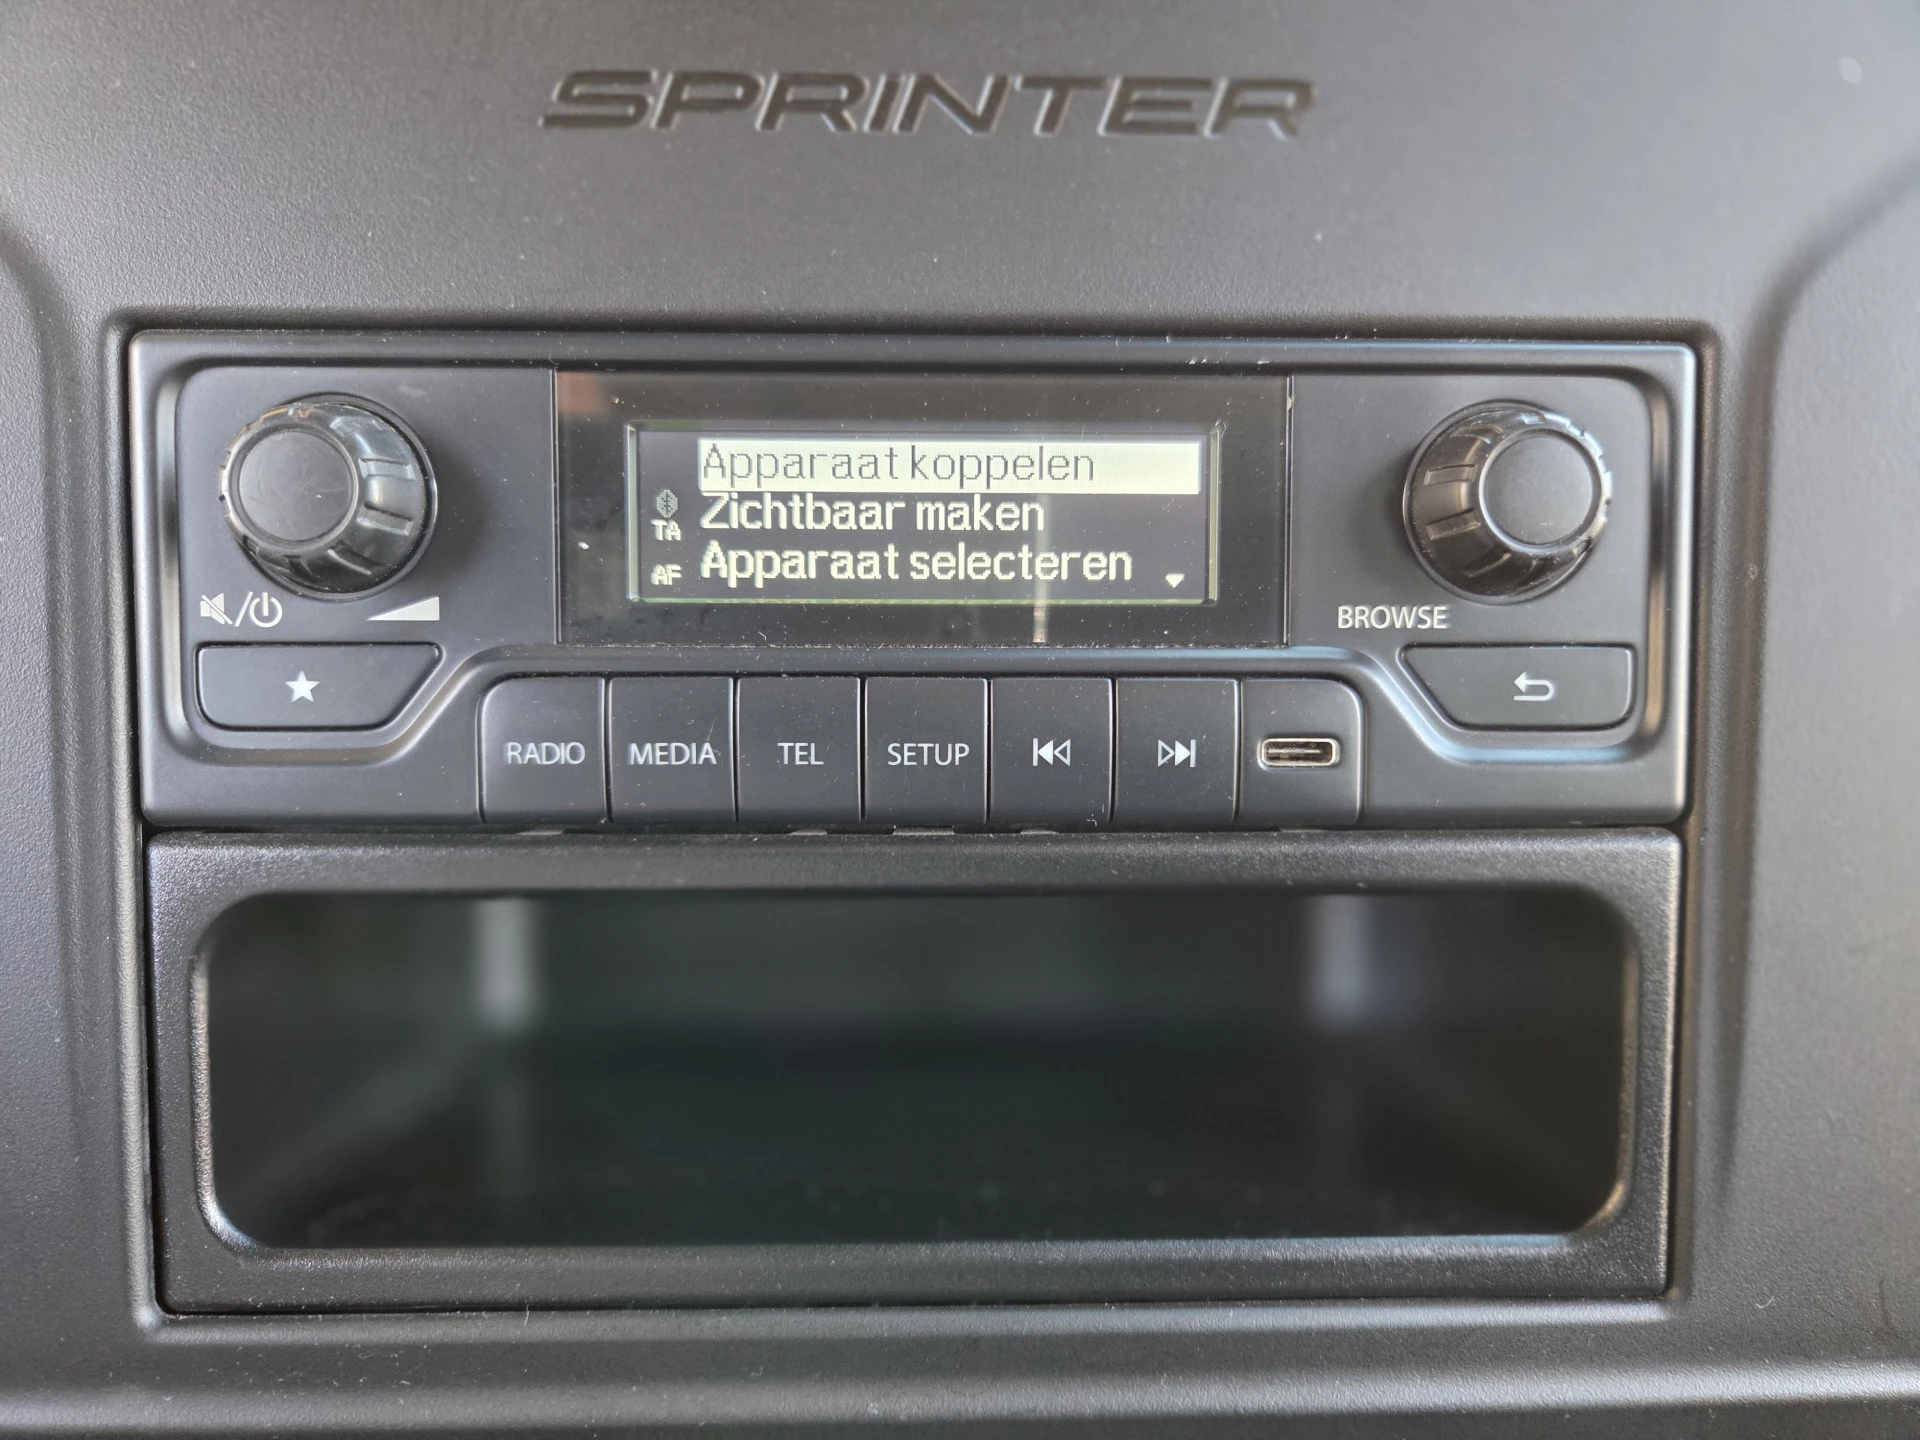 SPRINTER
Apparaat koppelen
TA
Zichtbaar maken
AF
Apparaat selecteren
BROWSE
RADIO
MEDIA
TEL
SETUP